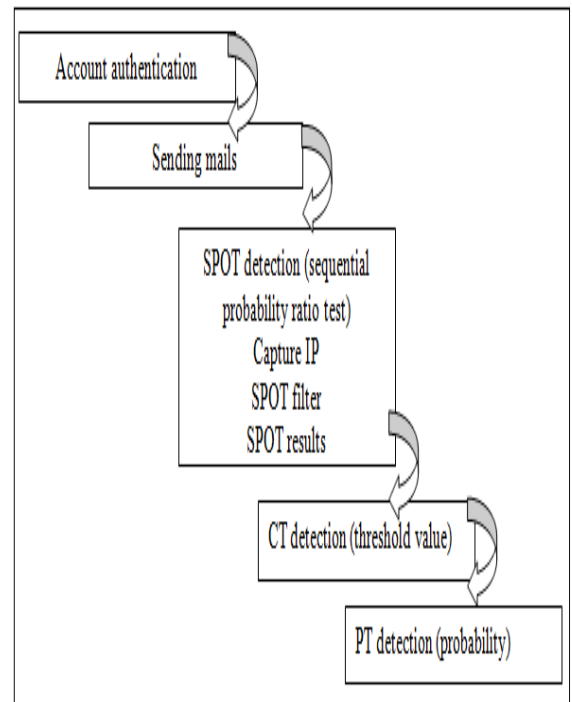 Account authentication
Sending mails
SPOT detection (sequential
probability ratio test)
Capture IP
SPOT filter
SPOT results
CT detection (threshold value)
PT detection (probability)